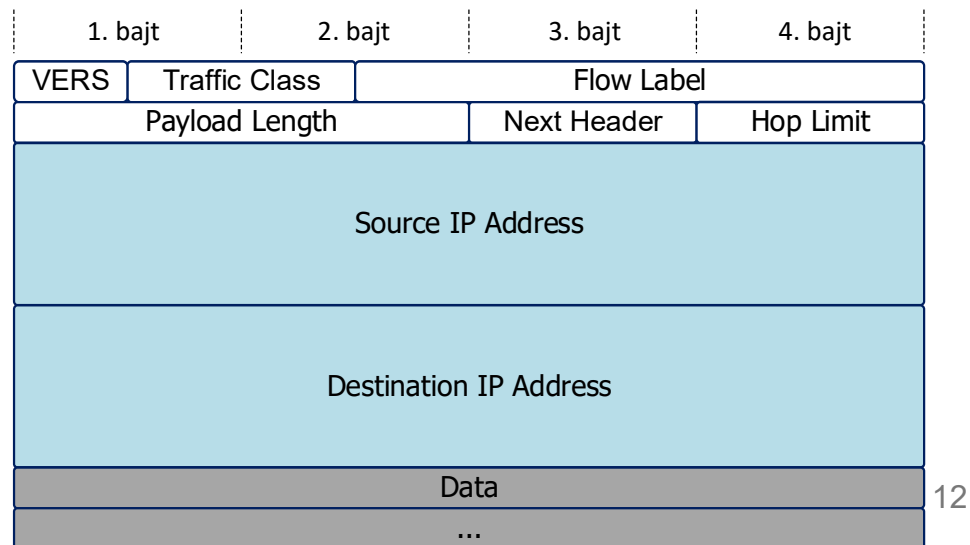 1. bajt 2. bajt 3. bajt 4. bajt
VERS Traffic Class Flow Label
Payload Length Next Header Hop Limit
Source IP Address
Destination IP Address
Data
12
...